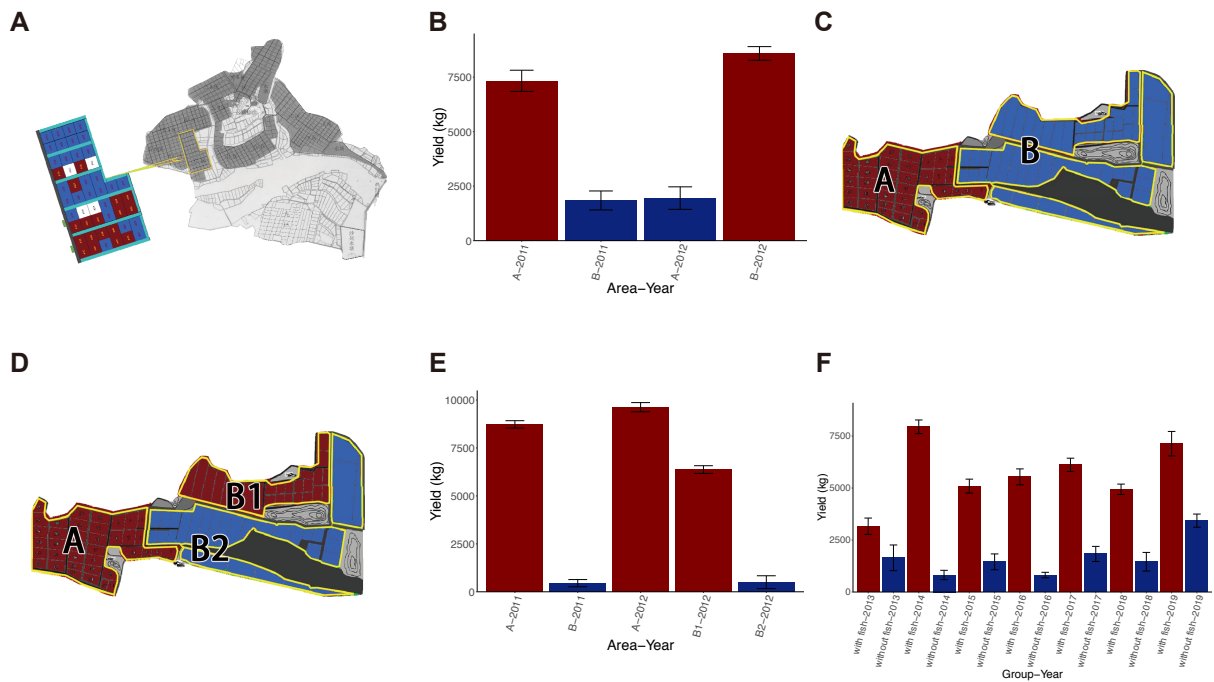 A
B
Yield (kg)
7500
5000
2500
0
A−2011
B−2011
A−2012
B−2012
Area−Year
C
A
B
D
A
B1
B2
E
Yield (kg)
10000
7500
5000
2500
0
A−2011
B−2011
A−2012
B1−2012
B2−2012
Area−Year
F
Yield (kg)
7500
5000
2500
0
with fish−2013
without fish−2013
with fish−2014
without fish−2014
with fish−2015
without fish−2015
with fish−2016
without fish−2016
with fish−2017
without fish−2017
with fish−2018
without fish−2018
with fish−2019
without fish−2019
Group−Year